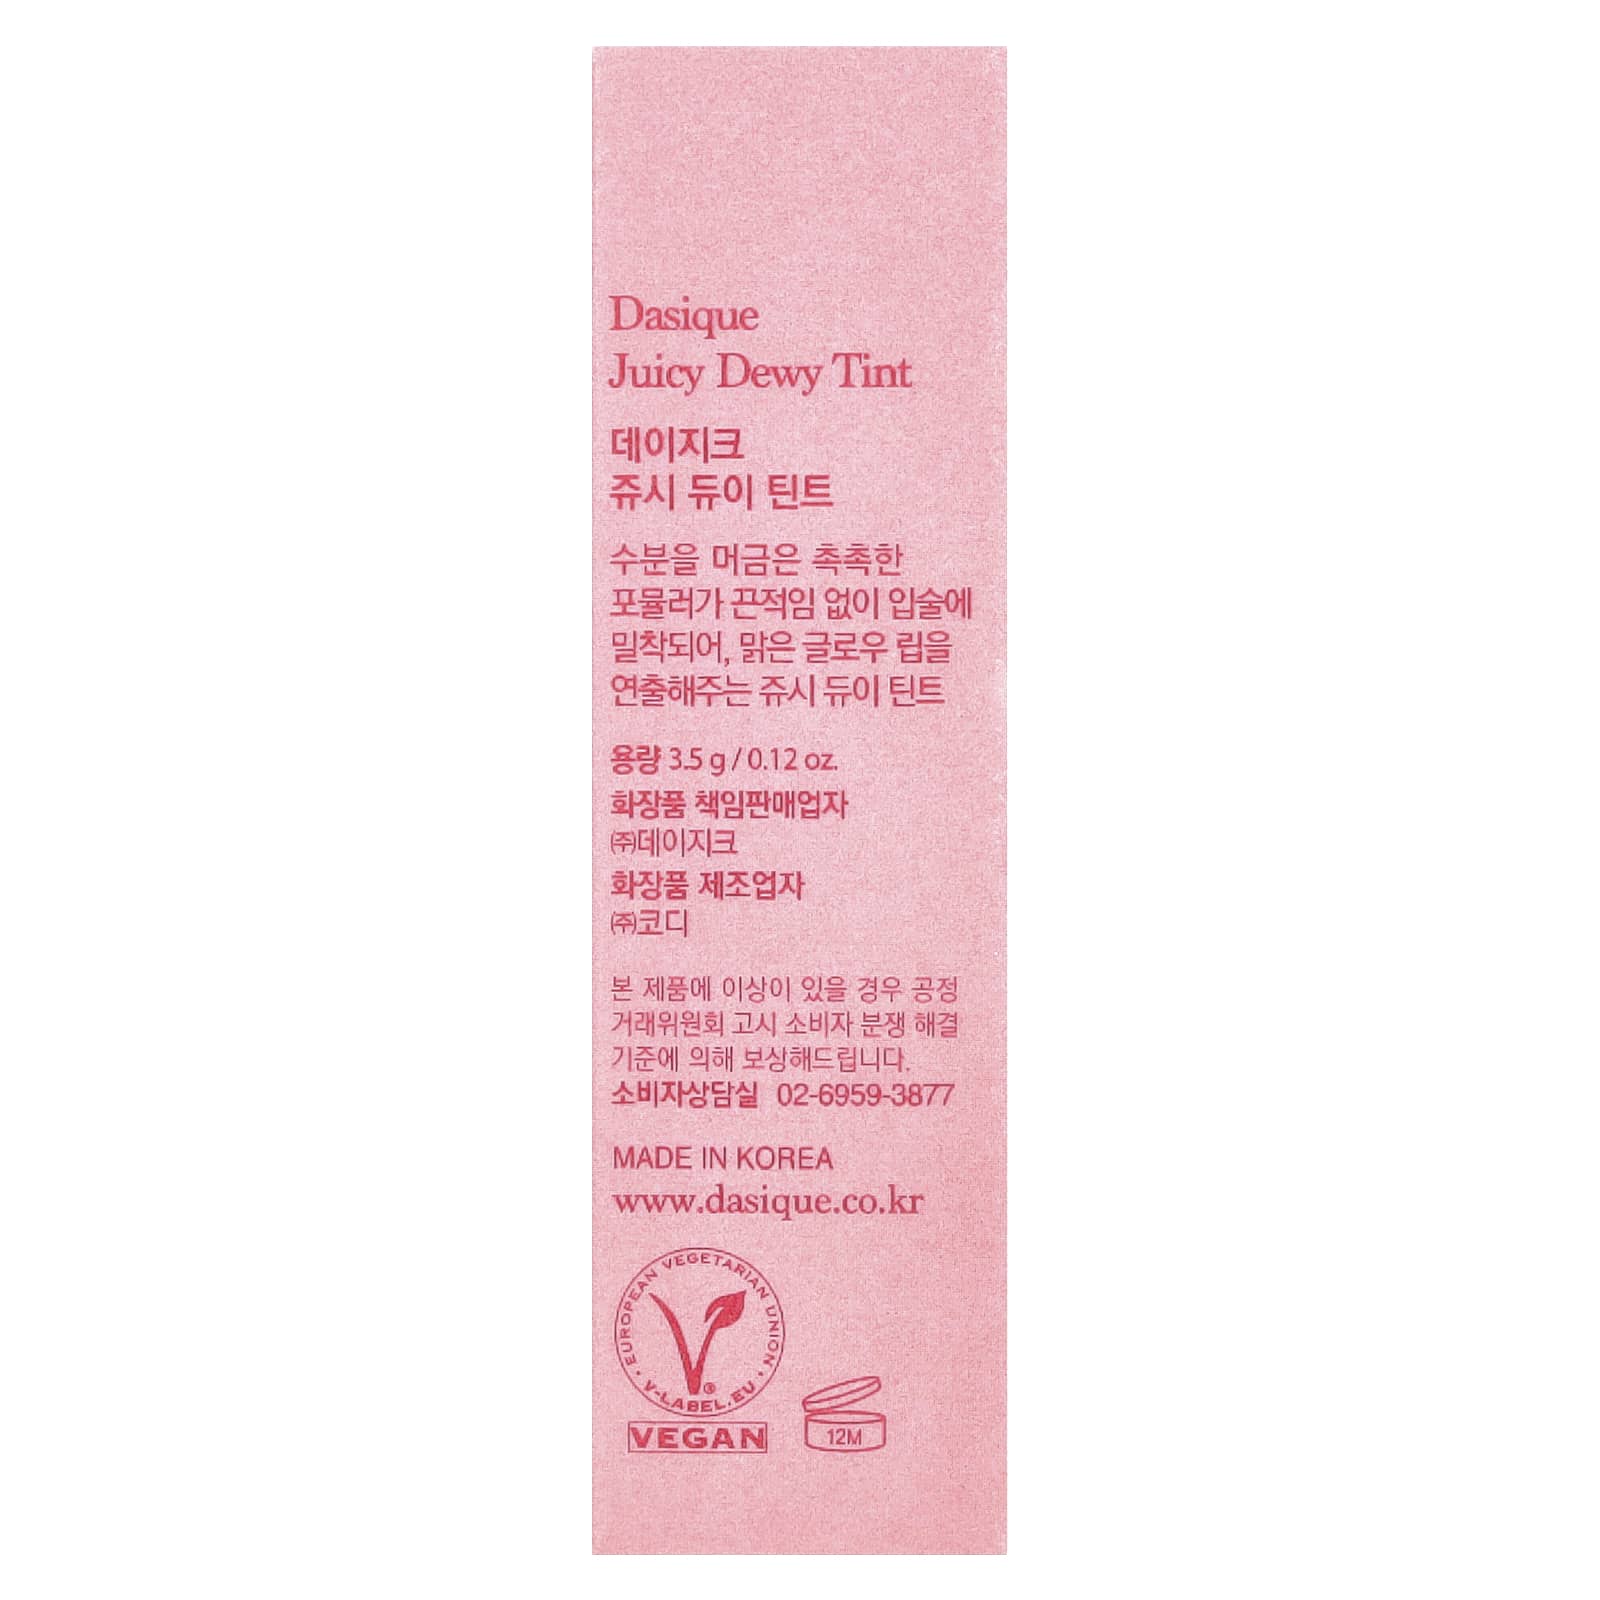 Dasique
Juicy Dewy Tint
데이지크
쥬시 듀이 틴트
수분을 머금은 촉촉한
포뮬러가 끈적임 없이 입술에
밀착되어, 맑은 글로우 립을
연출해주는 쥬시 듀이 틴트
용량 3.5 g / 0.12 oz.
화장품 책임판매업자
㈜데이지크
화장품 제조업자
㈜코디
본 제품에 이상이 있을 경우 공정
거래위원회 고시 소비자 분쟁 해결
기준에 의해 보상해드립니다.
소비자상담실 02-6959-3877
MADE IN KOREA
www.dasique.co.kr
• EUROPEAN VEGETARIAN UNION •
V-LABEL.EU
®
VEGAN
12M